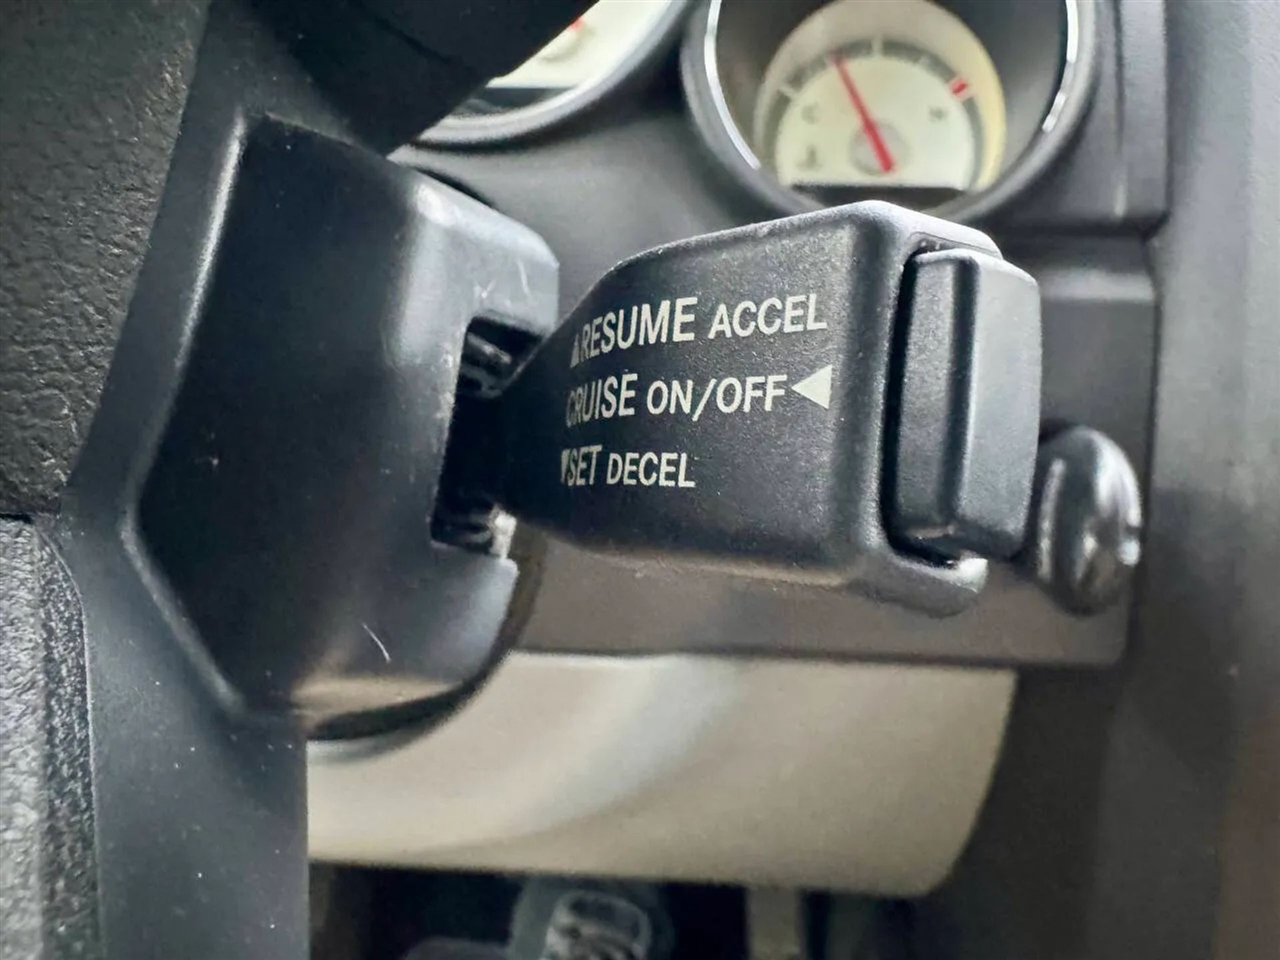 C
▲RESUME ACCEL
CRUISE ON/OFF◀
▼SET DECEL